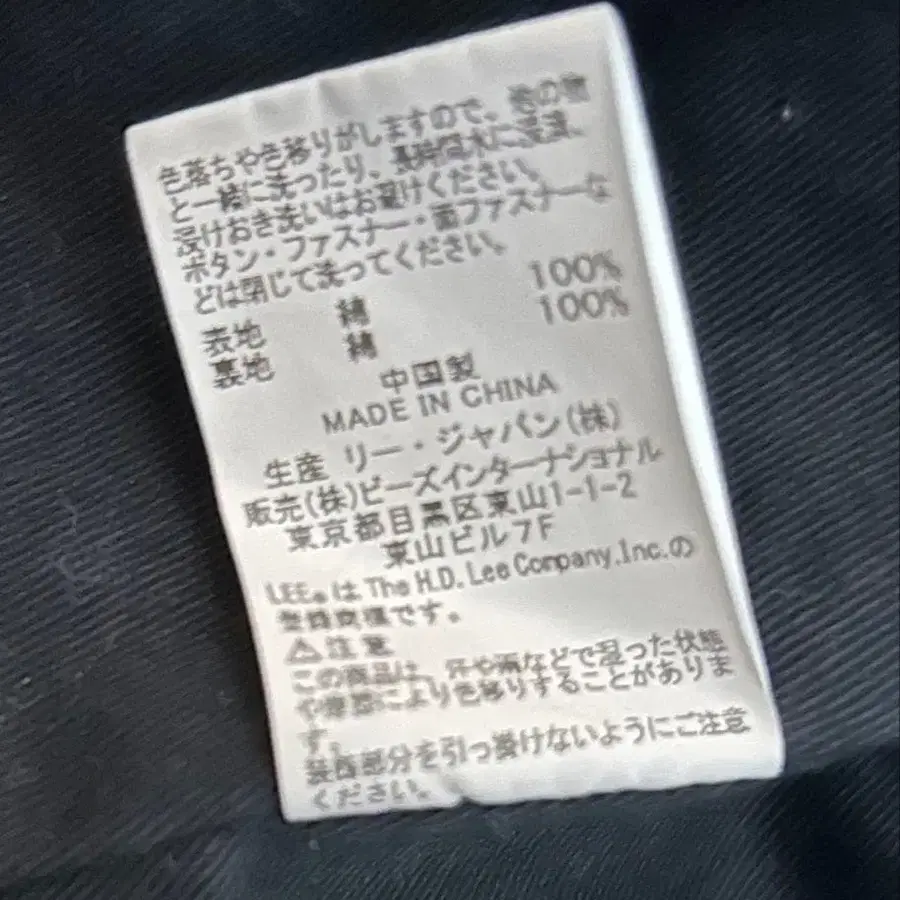 色落ちや色移りがしますので、他の物
と一緒に洗ったり、長時間水に浸漬、
浸けおき洗いはお避けください。
ボタン・ファスナー・面ファスナーな
どは閉じて洗ってください。
表地 綿 100%
裏地 綿 100%
中国製
MADE IN CHINA
生産 リー・ジャパン(株)
販売(株)ビーズインターナショナル
東京都目黒区東山1-1-2
東山ビル7F
LEE®は The H.D. Lee Company, Inc.の
登録商標です。
⚠注意
この商品は、汗や雨などで湿った状態
や摩擦により色移りすることがありま
す。
装飾部分を引っ掛けないようにご注意
ください。